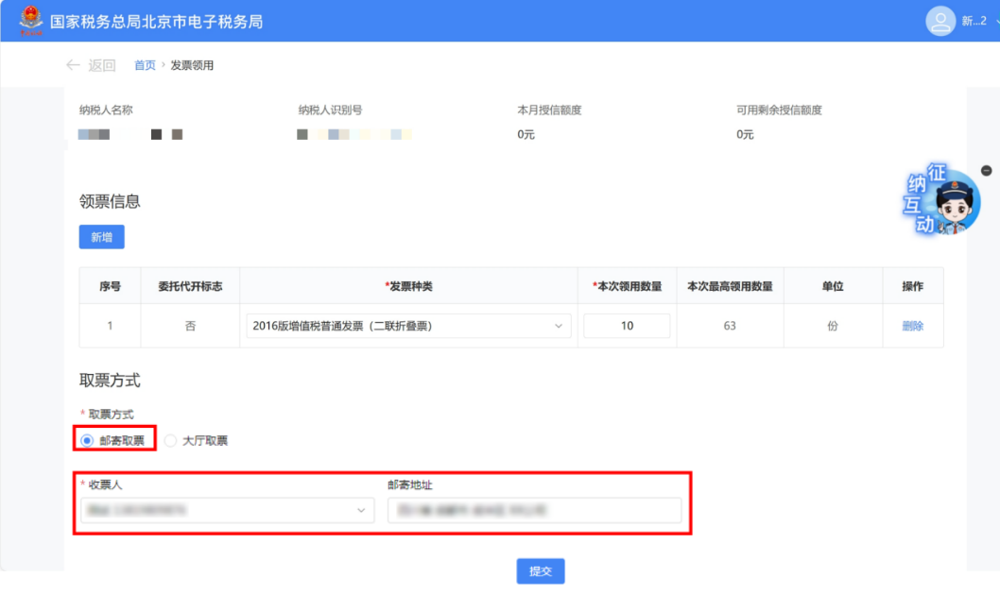 国家税务总局北京市电子税务局
新...2
返回 首页 > 发票领用
纳税人名称 纳税人识别号 本月授信额度 可用剩余授信额度
0元 0元
征纳互动
领票信息
新增
序号 委托代开标志 *发票种类 *本次领用数量 本次最高领用数量 单位 操作
1 否 2016版增值税普通发票（二联折叠票） 10 63 份 删除
取票方式
* 取票方式
邮寄取票 大厅取票
* 收票人 邮寄地址
提交